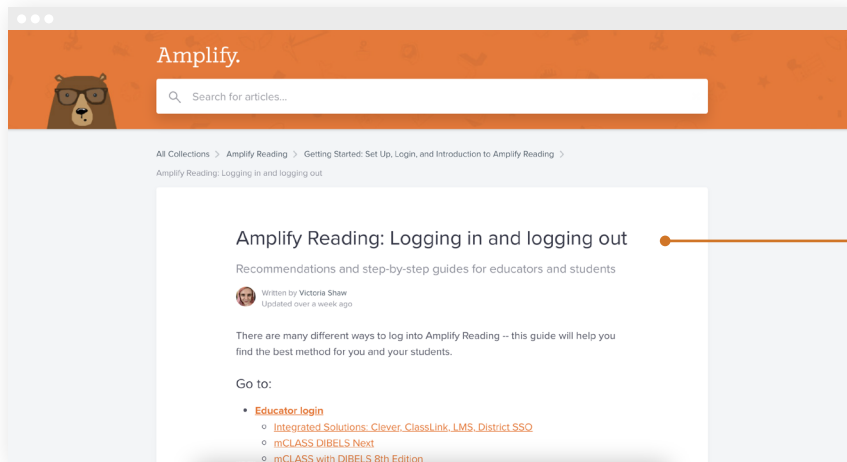 Amplify.
Search for articles...
All Collections > Amplify Reading > Getting Started: Set Up, Login, and Introduction to Amplify Reading >
Amplify Reading: Logging in and logging out
Amplify Reading: Logging in and logging out
Recommendations and step-by-step guides for educators and students
Written by Victoria Shaw
Updated over a week ago
There are many different ways to log into Amplify Reading -- this guide will help you
find the best method for you and your students.
Go to:
• Educator login
○ Integrated Solutions: Clever, ClassLink, LMS, District SSO
○ mCLASS DIBELS Next
○ mCLASS with DIBELS 8th Edition